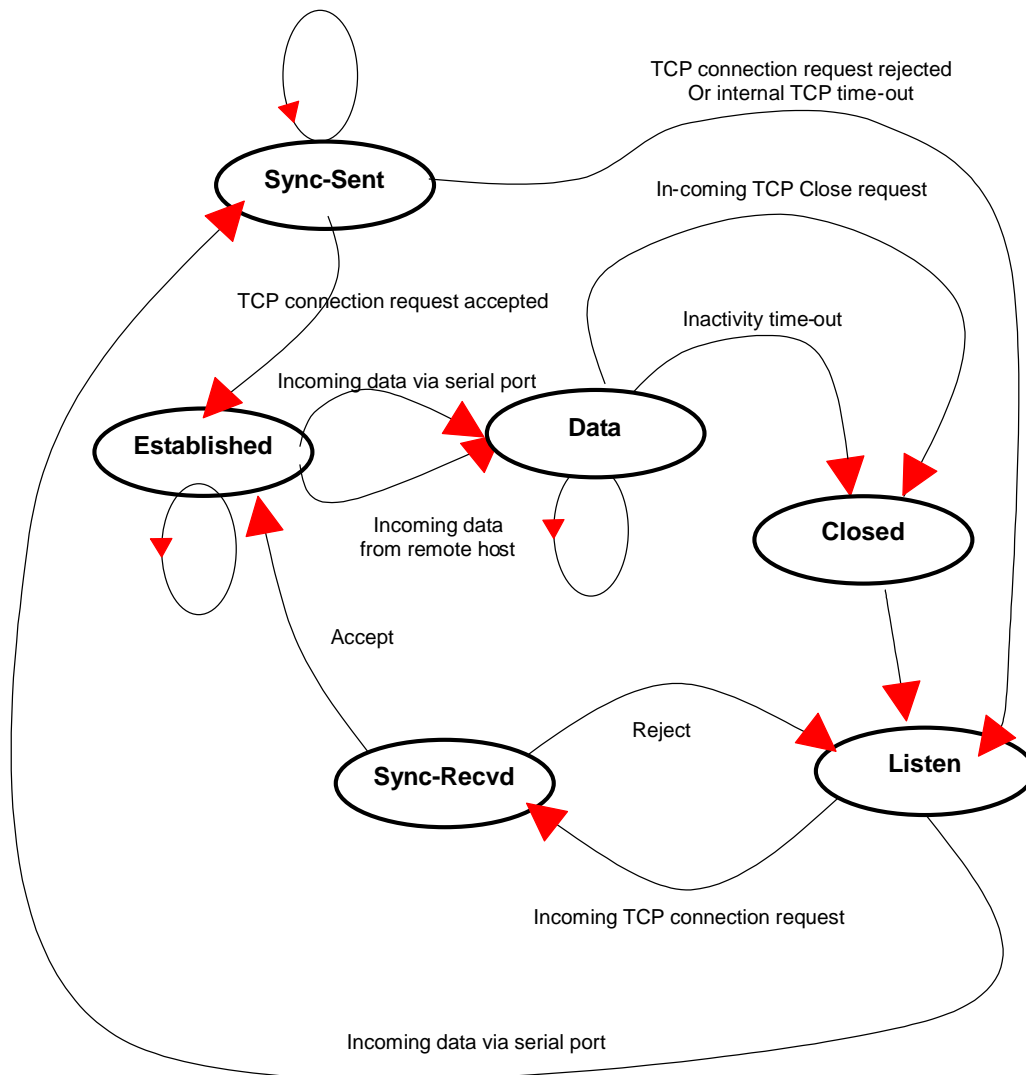 TCP connection request rejected
Or internal TCP time-out
Sync-Sent
In-coming TCP Close request
TCP connection request accepted
Inactivity time-out
Incoming data via serial port
Data
Established
Incoming data
from remote host
Closed
Accept
Reject
Sync-Recvd
Listen
Incoming TCP connection request
Incoming data via serial port